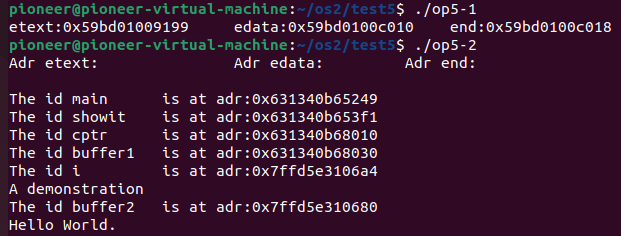 pioneer@pioneer-virtual-machine:~/os2/test5$ ./op5-1
etext:0x59bd01009199     edata:0x59bd0100c010    end:0x59bd0100c018
pioneer@pioneer-virtual-machine:~/os2/test5$ ./op5-2
Adr etext:               Adr edata:         Adr end:
The id main      is at adr:0x631340b65249
The id showit    is at adr:0x631340b653f1
The id cptr      is at adr:0x631340b68010
The id buffer1   is at adr:0x631340b68030
The id i         is at adr:0x7ffd5e3106a4
A demonstration
The id buffer2   is at adr:0x7ffd5e310680
Hello World.